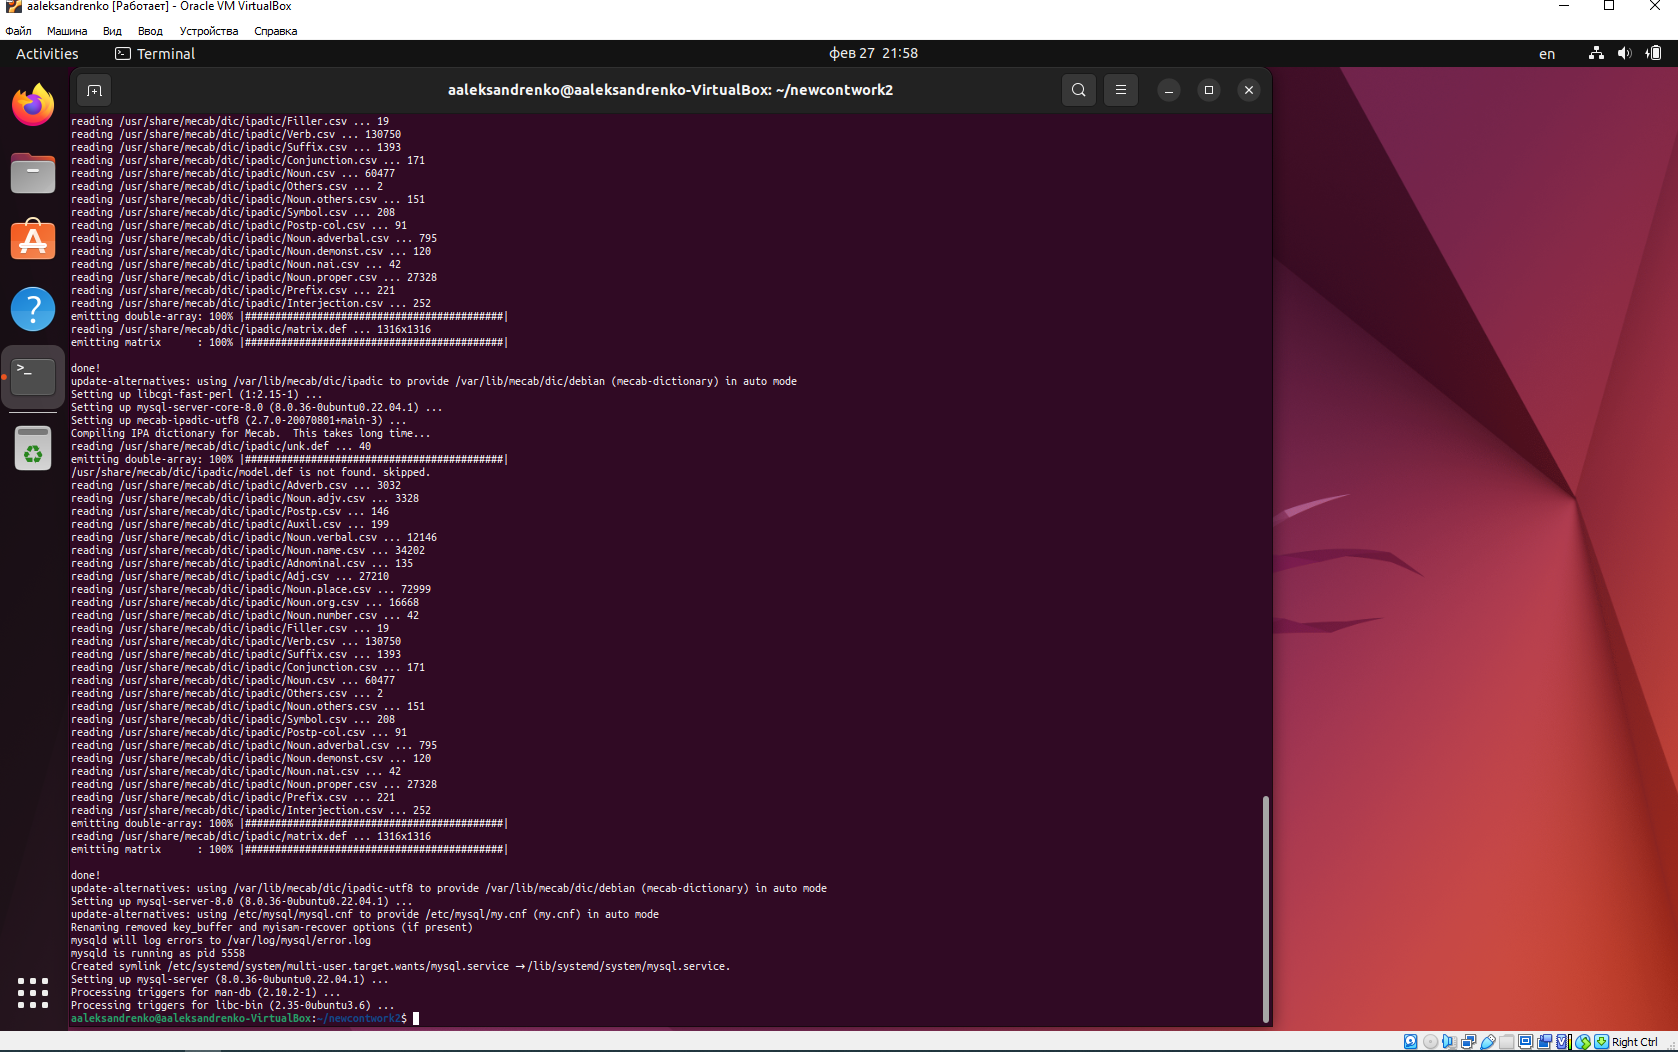 aaleksandrenko [Работает] - Oracle VM VirtualBox
Файл Машина Вид Ввод Устройства Справка
Activities Terminal фев 27 21:58 en
aaleksandrenko@aaleksandrenko-VirtualBox: ~/newcontwork2
reading /usr/share/mecab/dic/ipadic/Filler.csv ... 19
reading /usr/share/mecab/dic/ipadic/Verb.csv ... 130750
reading /usr/share/mecab/dic/ipadic/Suffix.csv ... 1393
reading /usr/share/mecab/dic/ipadic/Conjunction.csv ... 171
reading /usr/share/mecab/dic/ipadic/Noun.csv ... 60477
reading /usr/share/mecab/dic/ipadic/Others.csv ... 2
reading /usr/share/mecab/dic/ipadic/Noun.others.csv ... 151
reading /usr/share/mecab/dic/ipadic/Symbol.csv ... 208
reading /usr/share/mecab/dic/ipadic/Postp-col.csv ... 91
reading /usr/share/mecab/dic/ipadic/Noun.adverbal.csv ... 795
reading /usr/share/mecab/dic/ipadic/Noun.demonst.csv ... 120
reading /usr/share/mecab/dic/ipadic/Noun.nai.csv ... 42
reading /usr/share/mecab/dic/ipadic/Noun.proper.csv ... 27328
reading /usr/share/mecab/dic/ipadic/Prefix.csv ... 221
reading /usr/share/mecab/dic/ipadic/Interjection.csv ... 252
emitting double-array: 100% |###########################################|
reading /usr/share/mecab/dic/ipadic/matrix.def ... 1316x1316
emitting matrix      : 100% |###########################################|
done!
update-alternatives: using /var/lib/mecab/dic/ipadic to provide /var/lib/mecab/dic/debian (mecab-dictionary) in auto mode
Setting up libcgi-fast-perl (1:2.15-1) ...
Setting up mysql-server-core-8.0 (8.0.36-0ubuntu0.22.04.1) ...
Setting up mecab-ipadic-utf8 (2.7.0-20070801+main-3) ...
Compiling IPA dictionary for Mecab.  This takes long time...
reading /usr/share/mecab/dic/ipadic/unk.def ... 40
emitting double-array: 100% |###########################################|
/usr/share/mecab/dic/ipadic/model.def is not found. skipped.
reading /usr/share/mecab/dic/ipadic/Adverb.csv ... 3032
reading /usr/share/mecab/dic/ipadic/Noun.adjv.csv ... 3328
reading /usr/share/mecab/dic/ipadic/Postp.csv ... 146
reading /usr/share/mecab/dic/ipadic/Auxil.csv ... 199
reading /usr/share/mecab/dic/ipadic/Noun.verbal.csv ... 12146
reading /usr/share/mecab/dic/ipadic/Noun.name.csv ... 34202
reading /usr/share/mecab/dic/ipadic/Adnominal.csv ... 135
reading /usr/share/mecab/dic/ipadic/Adj.csv ... 27210
reading /usr/share/mecab/dic/ipadic/Noun.place.csv ... 72999
reading /usr/share/mecab/dic/ipadic/Noun.org.csv ... 16668
reading /usr/share/mecab/dic/ipadic/Noun.number.csv ... 42
reading /usr/share/mecab/dic/ipadic/Filler.csv ... 19
reading /usr/share/mecab/dic/ipadic/Verb.csv ... 130750
reading /usr/share/mecab/dic/ipadic/Suffix.csv ... 1393
reading /usr/share/mecab/dic/ipadic/Conjunction.csv ... 171
reading /usr/share/mecab/dic/ipadic/Noun.csv ... 60477
reading /usr/share/mecab/dic/ipadic/Others.csv ... 2
reading /usr/share/mecab/dic/ipadic/Noun.others.csv ... 151
reading /usr/share/mecab/dic/ipadic/Symbol.csv ... 208
reading /usr/share/mecab/dic/ipadic/Postp-col.csv ... 91
reading /usr/share/mecab/dic/ipadic/Noun.adverbal.csv ... 795
reading /usr/share/mecab/dic/ipadic/Noun.demonst.csv ... 120
reading /usr/share/mecab/dic/ipadic/Noun.nai.csv ... 42
reading /usr/share/mecab/dic/ipadic/Noun.proper.csv ... 27328
reading /usr/share/mecab/dic/ipadic/Prefix.csv ... 221
reading /usr/share/mecab/dic/ipadic/Interjection.csv ... 252
emitting double-array: 100% |###########################################|
reading /usr/share/mecab/dic/ipadic/matrix.def ... 1316x1316
emitting matrix      : 100% |###########################################|
done!
update-alternatives: using /var/lib/mecab/dic/ipadic-utf8 to provide /var/lib/mecab/dic/debian (mecab-dictionary) in auto mode
Setting up mysql-server-8.0 (8.0.36-0ubuntu0.22.04.1) ...
update-alternatives: using /etc/mysql/mysql.cnf to provide /etc/mysql/my.cnf (my.cnf) in auto mode
Renaming removed key_buffer and myisam-recover options (if present)
mysqld will log errors to /var/log/mysql/error.log
mysqld is running as pid 5558
Created symlink /etc/systemd/system/multi-user.target.wants/mysql.service → /lib/systemd/system/mysql.service.
Setting up mysql-server (8.0.36-0ubuntu0.22.04.1) ...
Processing triggers for man-db (2.10.2-1) ...
Processing triggers for libc-bin (2.35-0ubuntu3.6) ...
aaleksandrenko@aaleksandrenko-VirtualBox:~/newcontwork2$
Right Ctrl